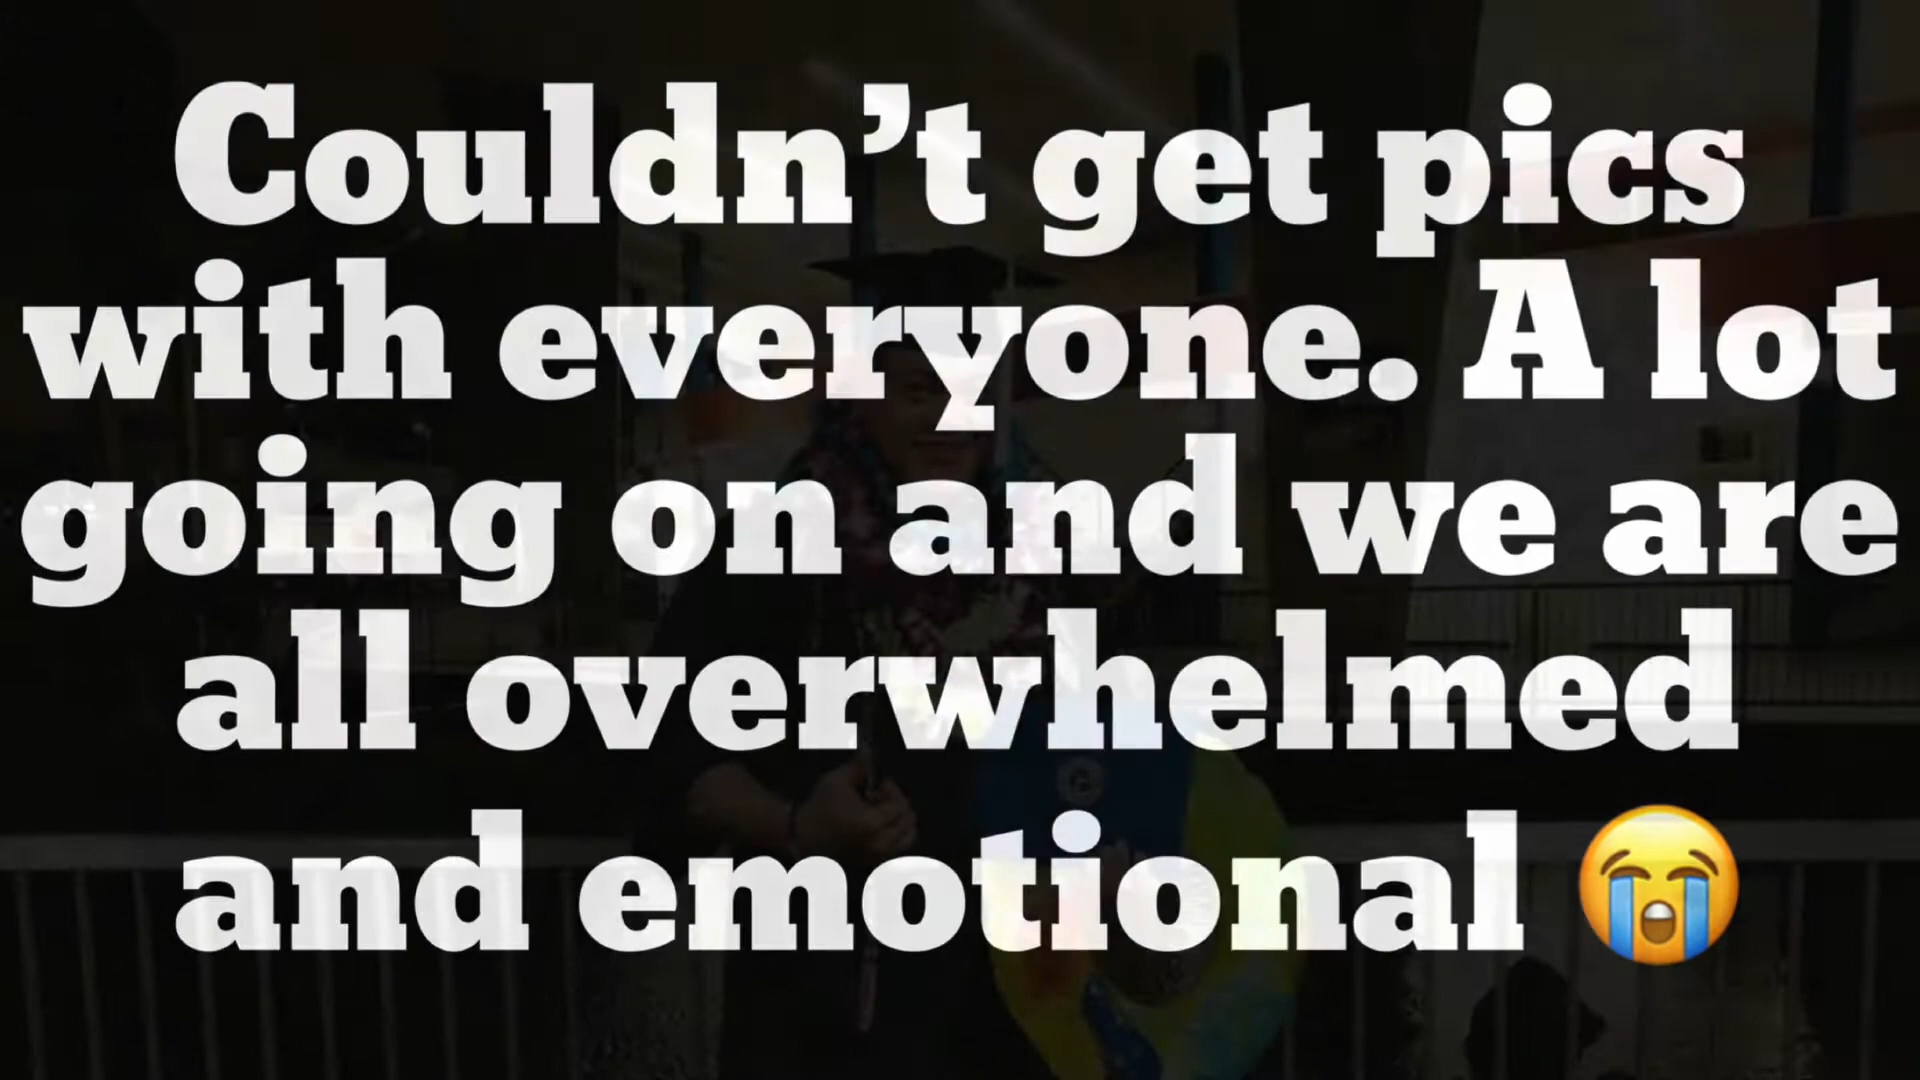 Couldn’t get pics
with everyone. A lot
going on and we are
all overwhelmed
and emotional 😭